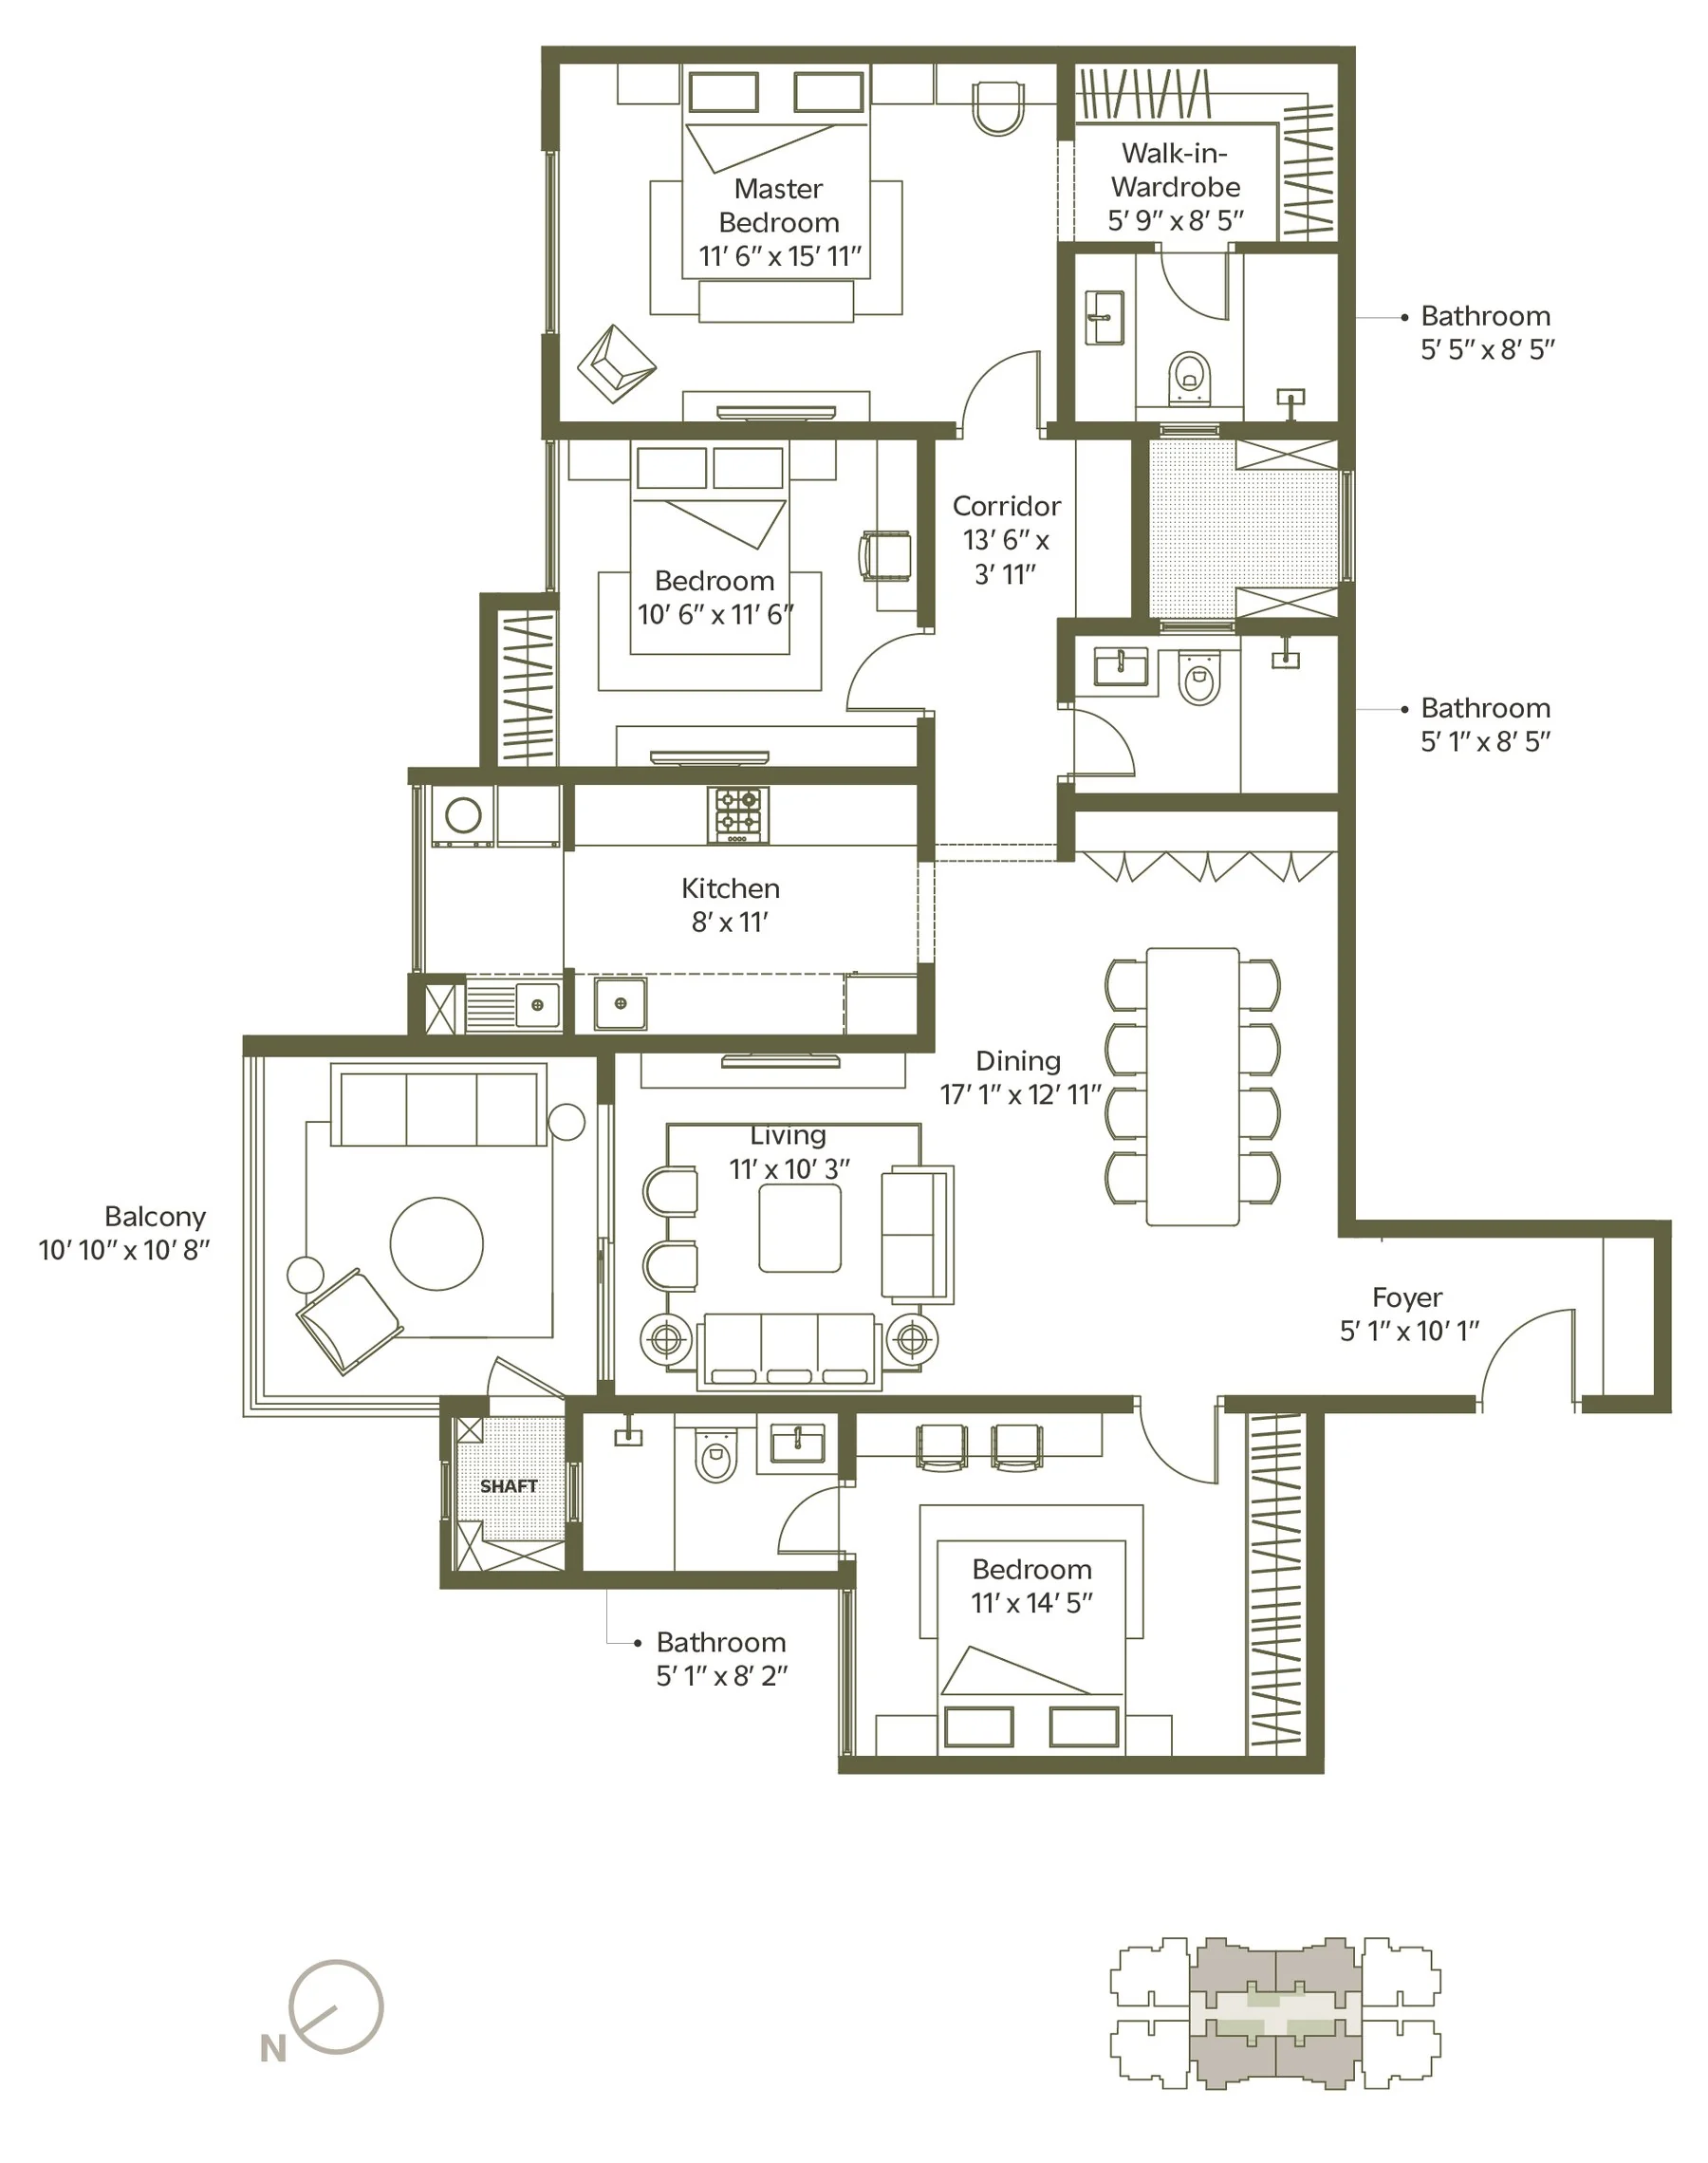 Walk-in-
Wardrobe
5′ 9″ x 8′ 5″
Master
Bedroom
11′ 6″ x 15′ 11″
Bathroom
5′ 5″ x 8′ 5″
Corridor
13′ 6″ x
3′ 11″
Bedroom
10′ 6″ x 11′ 6″
Bathroom
5′ 1″ x 8′ 5″
Kitchen
8′ x 11′
Dining
17′ 1″ x 12′ 11″
Living
11′ x 10′ 3″
Balcony
10′ 10″ x 10′ 8″
Foyer
5′ 1″ x 10′ 1″
SHAFT
Bedroom
11′ x 14′ 5″
Bathroom
5′ 1″ x 8′ 2″
N